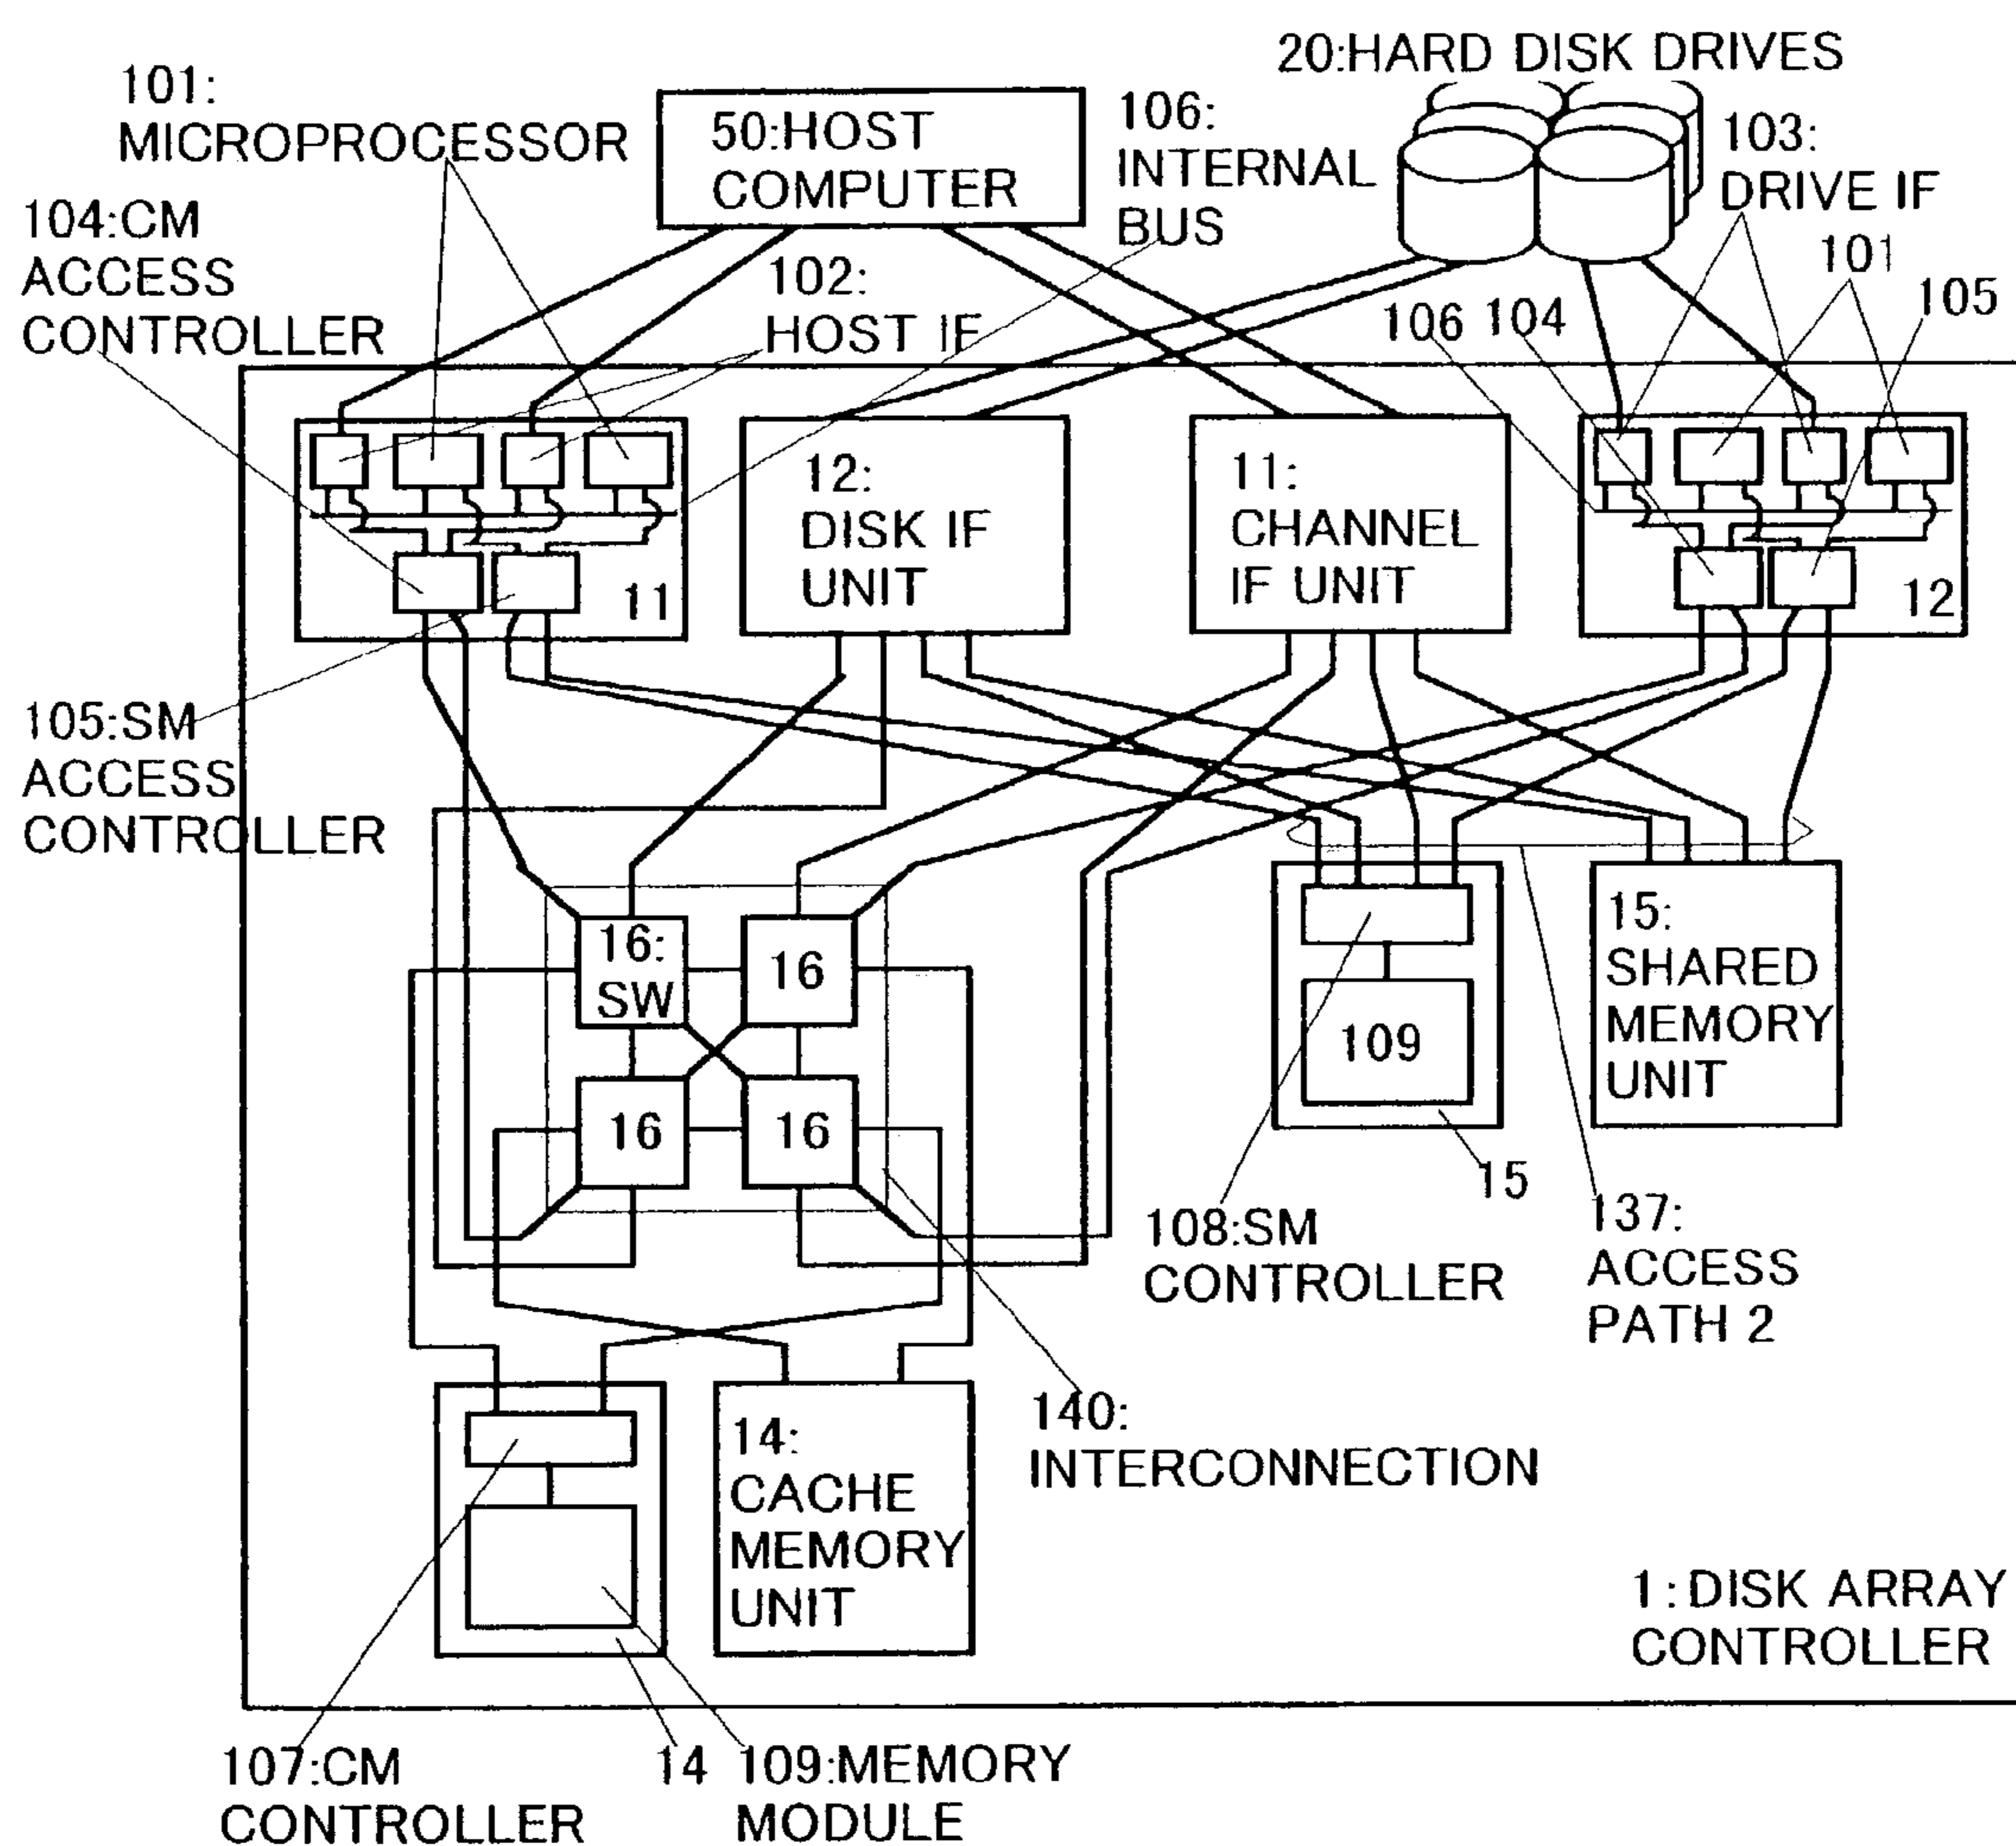 20:HARD DISK DRIVES
101:
MICROPROCESSOR
50:HOST
COMPUTER
106:
INTERNAL
BUS
103:
DRIVE IF
104:CM
ACCESS
CONTROLLER
102:
HOST IF
101
105
106
104
12:
DISK IF
UNIT
11:
CHANNEL
IF UNIT
11
12
105:SM
ACCESS
CONTROLLER
16:
SW
16
16
16
109
15:
SHARED
MEMORY
UNIT
15
108:SM
CONTROLLER
137:
ACCESS
PATH 2
140:
INTERCONNECTION
14:
CACHE
MEMORY
UNIT
1:DISK ARRAY
CONTROLLER
107:CM
CONTROLLER
14
109:MEMORY
MODULE